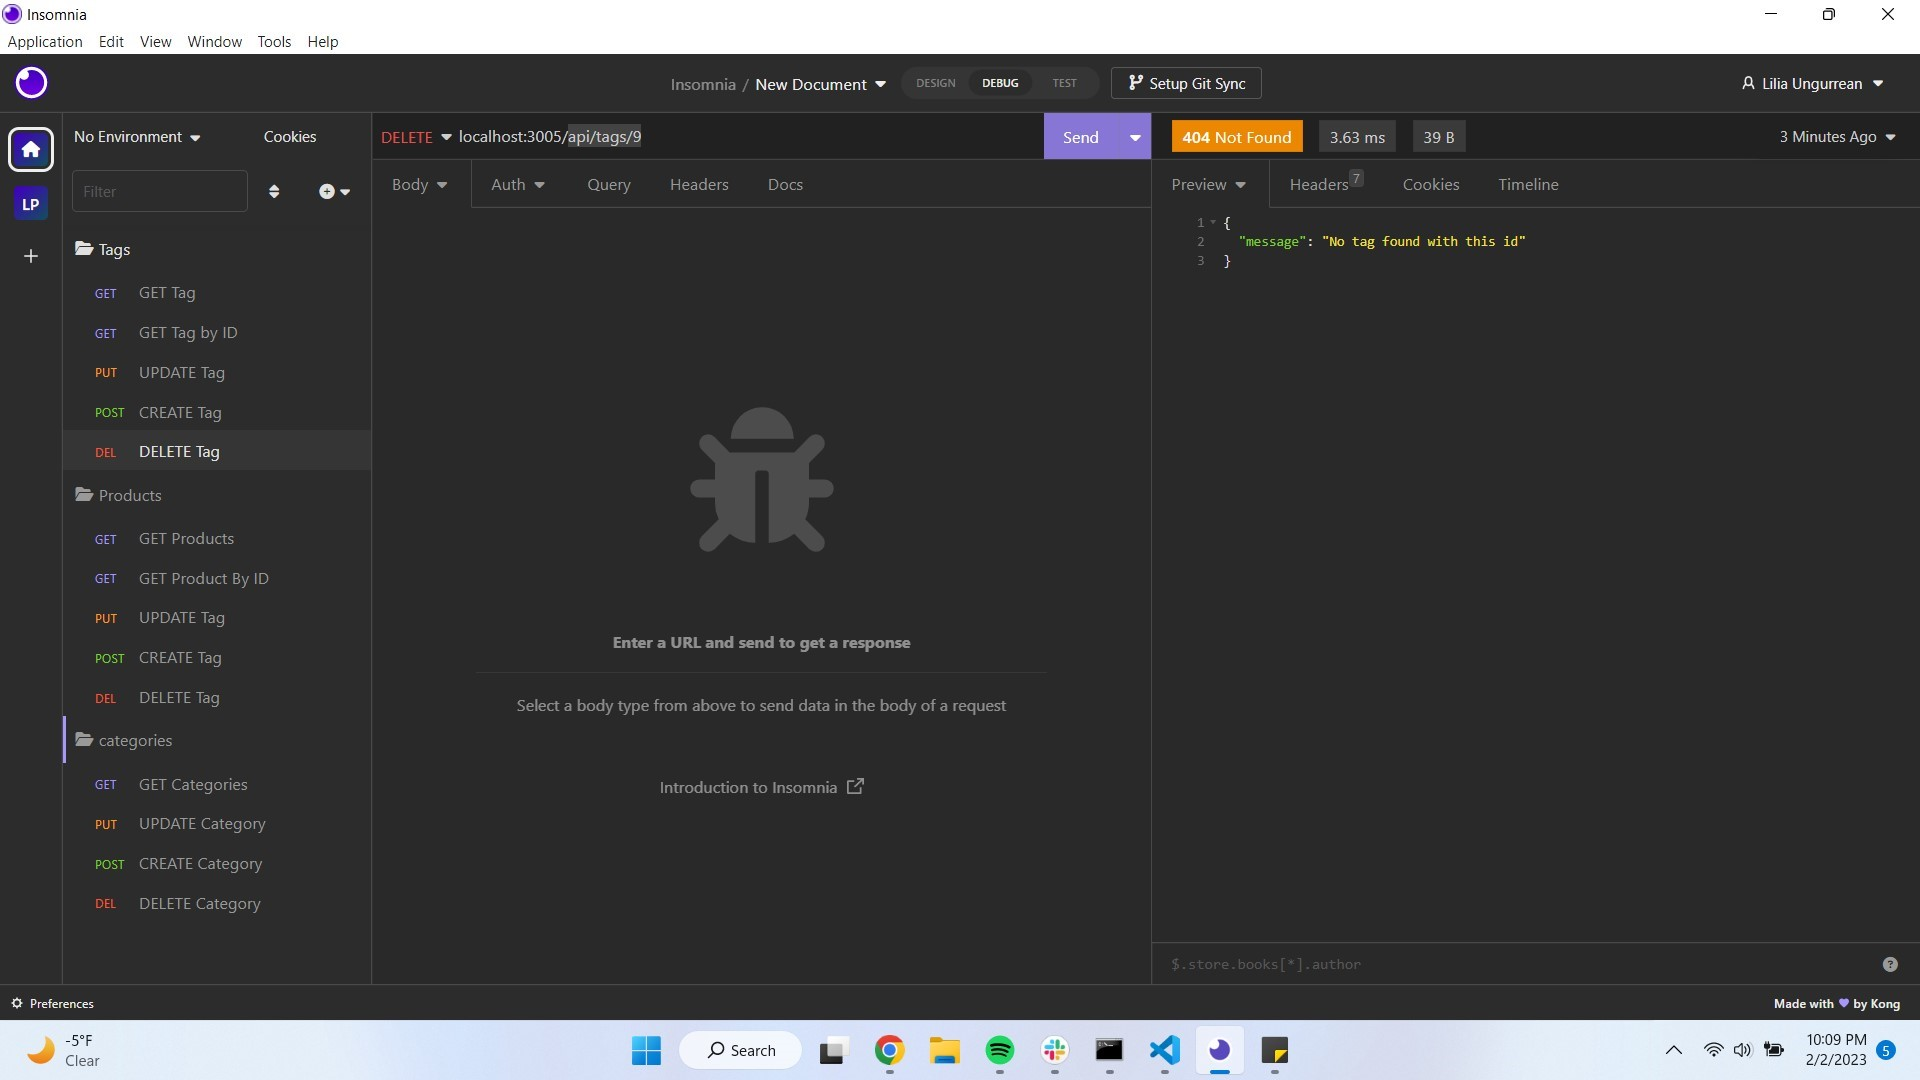 Insomnia
Application Edit View Window Tools Help
Insomnia / New Document DESIGN DEBUG TEST Setup Git Sync Lilia Ungurrean
No Environment Cookies
DELETE localhost:3005/api/tags/9 Send
404 Not Found 3.63 ms 39 B 3 Minutes Ago
LP
Filter
Body Auth Query Headers Docs
Preview Headers 7 Cookies Timeline
1 {
2 "message": "No tag found with this id"
3 }
Tags
GET GET Tag
GET GET Tag by ID
PUT UPDATE Tag
POST CREATE Tag
DEL DELETE Tag
Products
GET GET Products
GET GET Product By ID
PUT UPDATE Tag
POST CREATE Tag
DEL DELETE Tag
categories
GET GET Categories
PUT UPDATE Category
POST CREATE Category
DEL DELETE Category
Enter a URL and send to get a response
Select a body type from above to send data in the body of a request
Introduction to Insomnia
$.store.books[*].author
Preferences
Made with by Kong
-5°F
Clear
Search
10:09 PM
2/2/2023
5